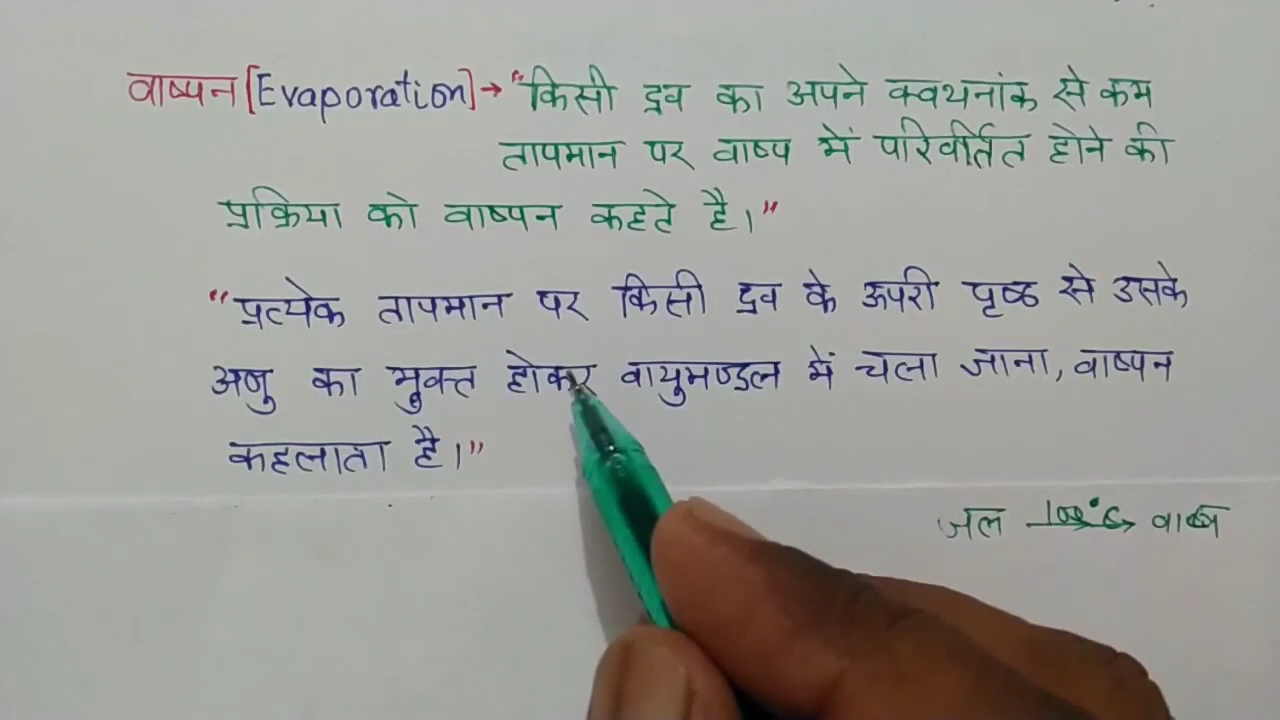 वाष्पन [Evaporation] → "किसी द्रव का अपने क्वथनांक से कम
तापमान पर वाष्प में परिवर्तित होने की
प्रक्रिया को वाष्पन कहते है।"
"प्रत्येक तापमान पर किसी द्रव के ऊपरी पृष्ठ से उसके
अणु का मुक्त होकर वायुमण्डल में चला जाना, वाष्पन
कहलाता है।"
जल 100°C वाष्प